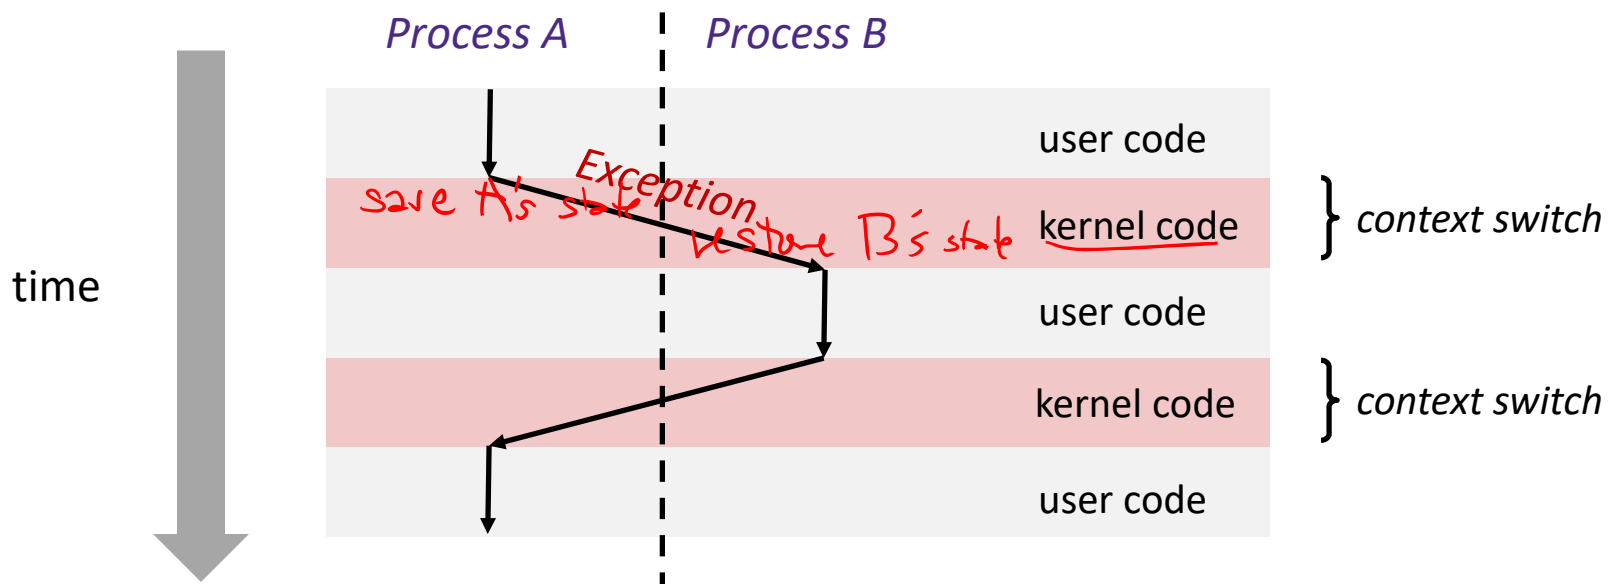 Process A
Process B
user code
Exception
save A's state
restore B's state
kernel code
context switch
time
user code
kernel code
context switch
user code